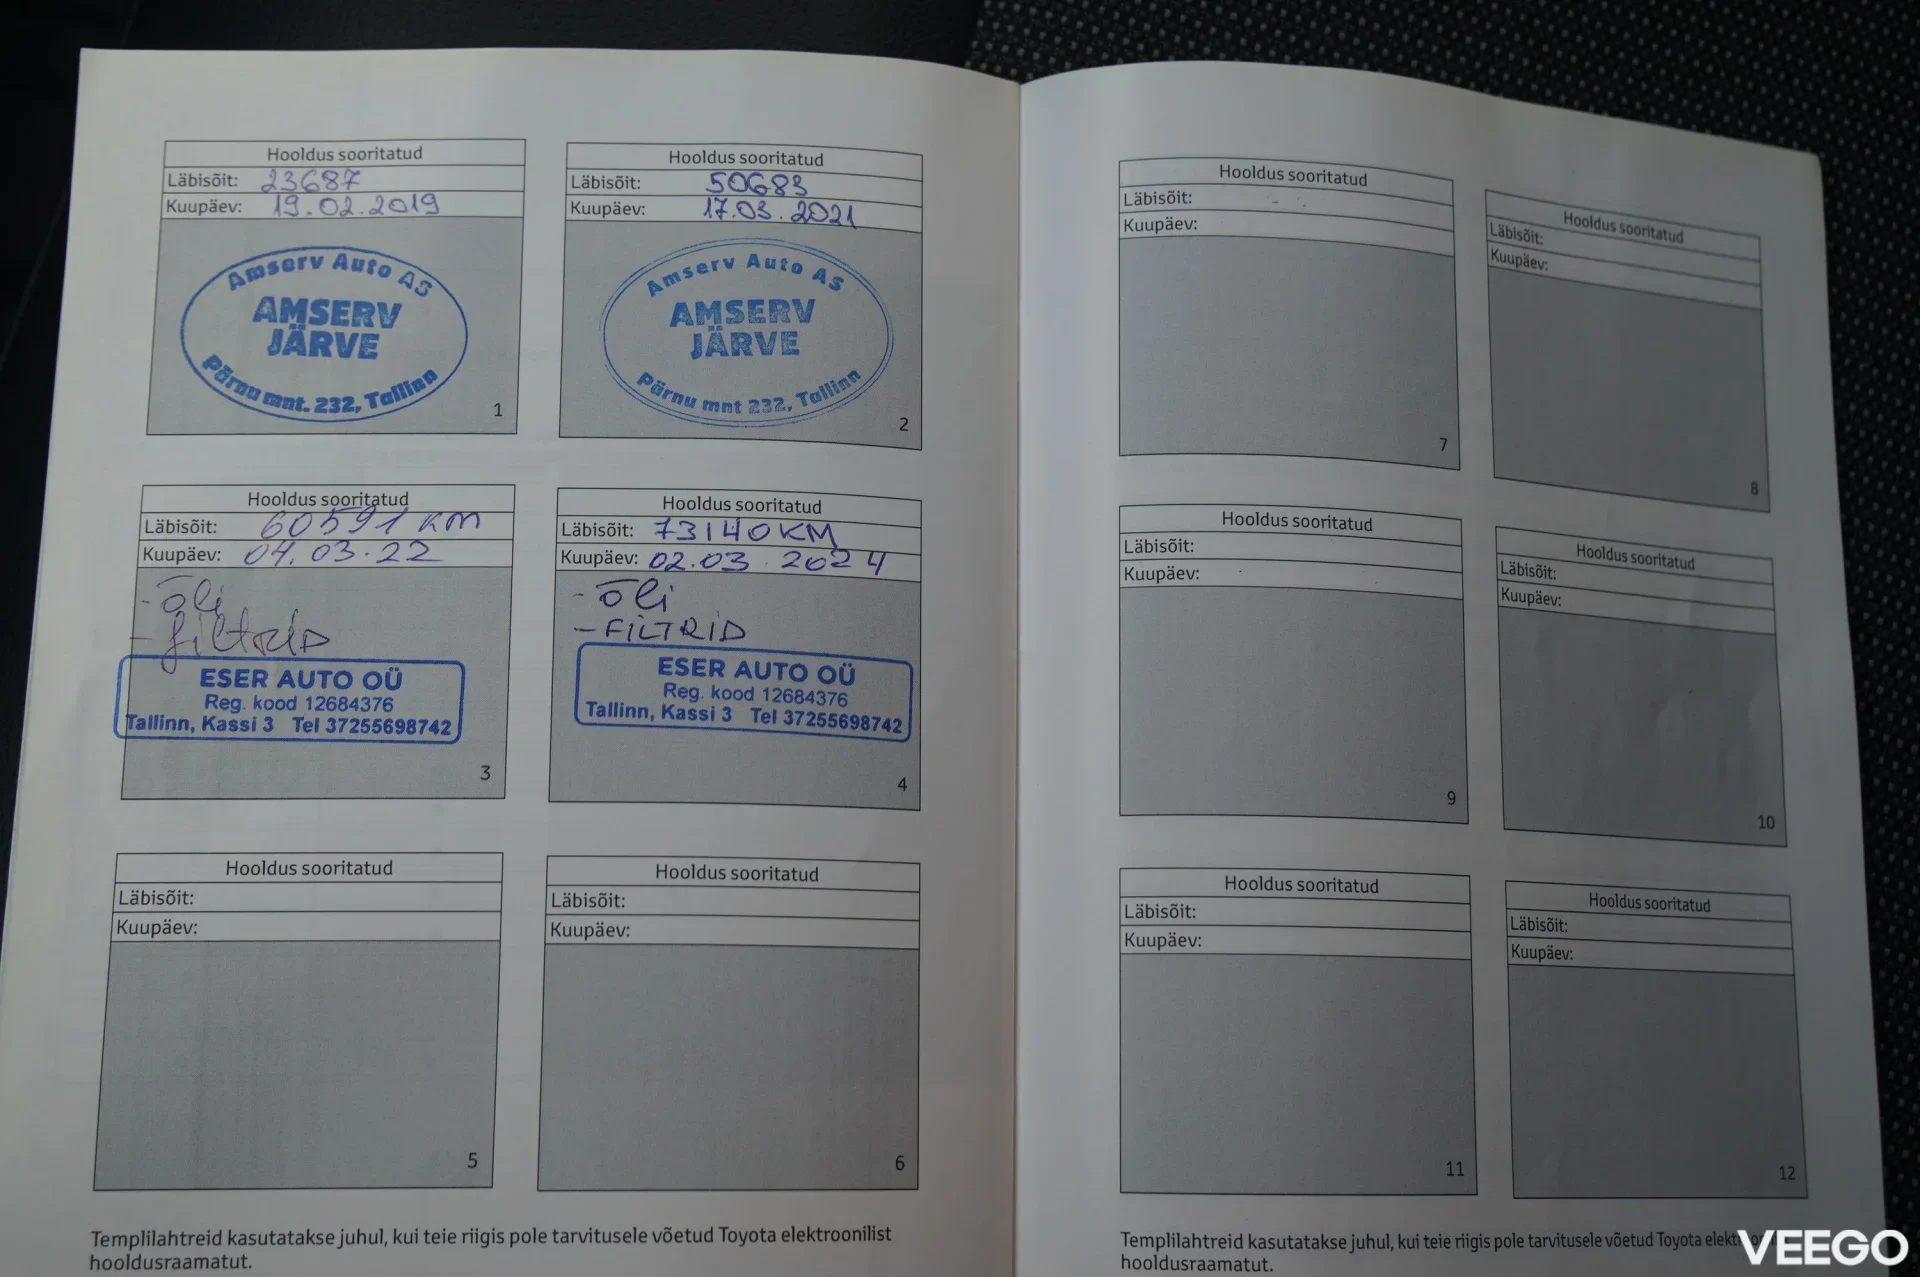 Hooldus sooritatud
Läbisõit: 23687
Kuupäev: 19.02.2019
Amserv Auto AS
AMSERV
JÄRVE
Pärnu mnt. 232, Tallinn
1
Hooldus sooritatud
Läbisõit: 50683
Kuupäev: 17.03.2021
Amserv Auto AS
AMSERV
JÄRVE
Pärnu mnt 232, Tallinn
2
Hooldus sooritatud
Läbisõit: 60591 KM
Kuupäev: 04.03.22
- õli
- filtrid
ESER AUTO OÜ
Reg. kood 12684376
Tallinn, Kassi 3 Tel 37255698742
3
Hooldus sooritatud
Läbisõit: 73140KM
Kuupäev: 02.03.2024
- õli
- FILTRID
ESER AUTO OÜ
Reg. kood 12684376
Tallinn, Kassi 3 Tel 37255698742
4
Hooldus sooritatud
Läbisõit:
Kuupäev:
5
Hooldus sooritatud
Läbisõit:
Kuupäev:
6
Templilahtreid kasutatakse juhul, kui teie riigis pole tarvitusele võetud Toyota elektroonilist
hooldusraamatut.
Hooldus sooritatud
Läbisõit:
Kuupäev:
7
Hooldus sooritatud
Läbisõit:
Kuupäev:
8
Hooldus sooritatud
Läbisõit:
Kuupäev:
9
Hooldus sooritatud
Läbisõit:
Kuupäev:
10
Hooldus sooritatud
Läbisõit:
Kuupäev:
11
Hooldus sooritatud
Läbisõit:
Kuupäev:
12
Templilahtreid kasutatakse juhul, kui teie riigis pole tarvitusele võetud Toyota
hooldusraamatut.
VEEGO